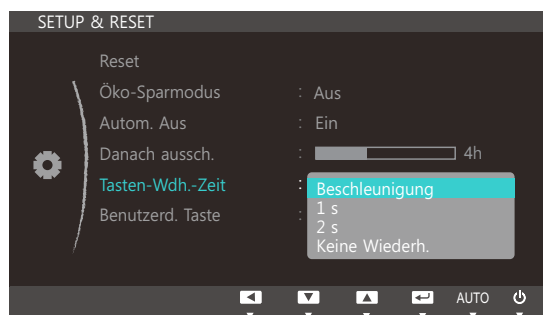 SETUP & RESET
Reset
Öko-Sparmodus : Aus
Autom. Aus : Ein
Danach aussch. : 4h
Tasten-Wdh.-Zeit : Beschleunigung
1 s
Benutzerd. Taste : 2 s
Keine Wiederh.
AUTO